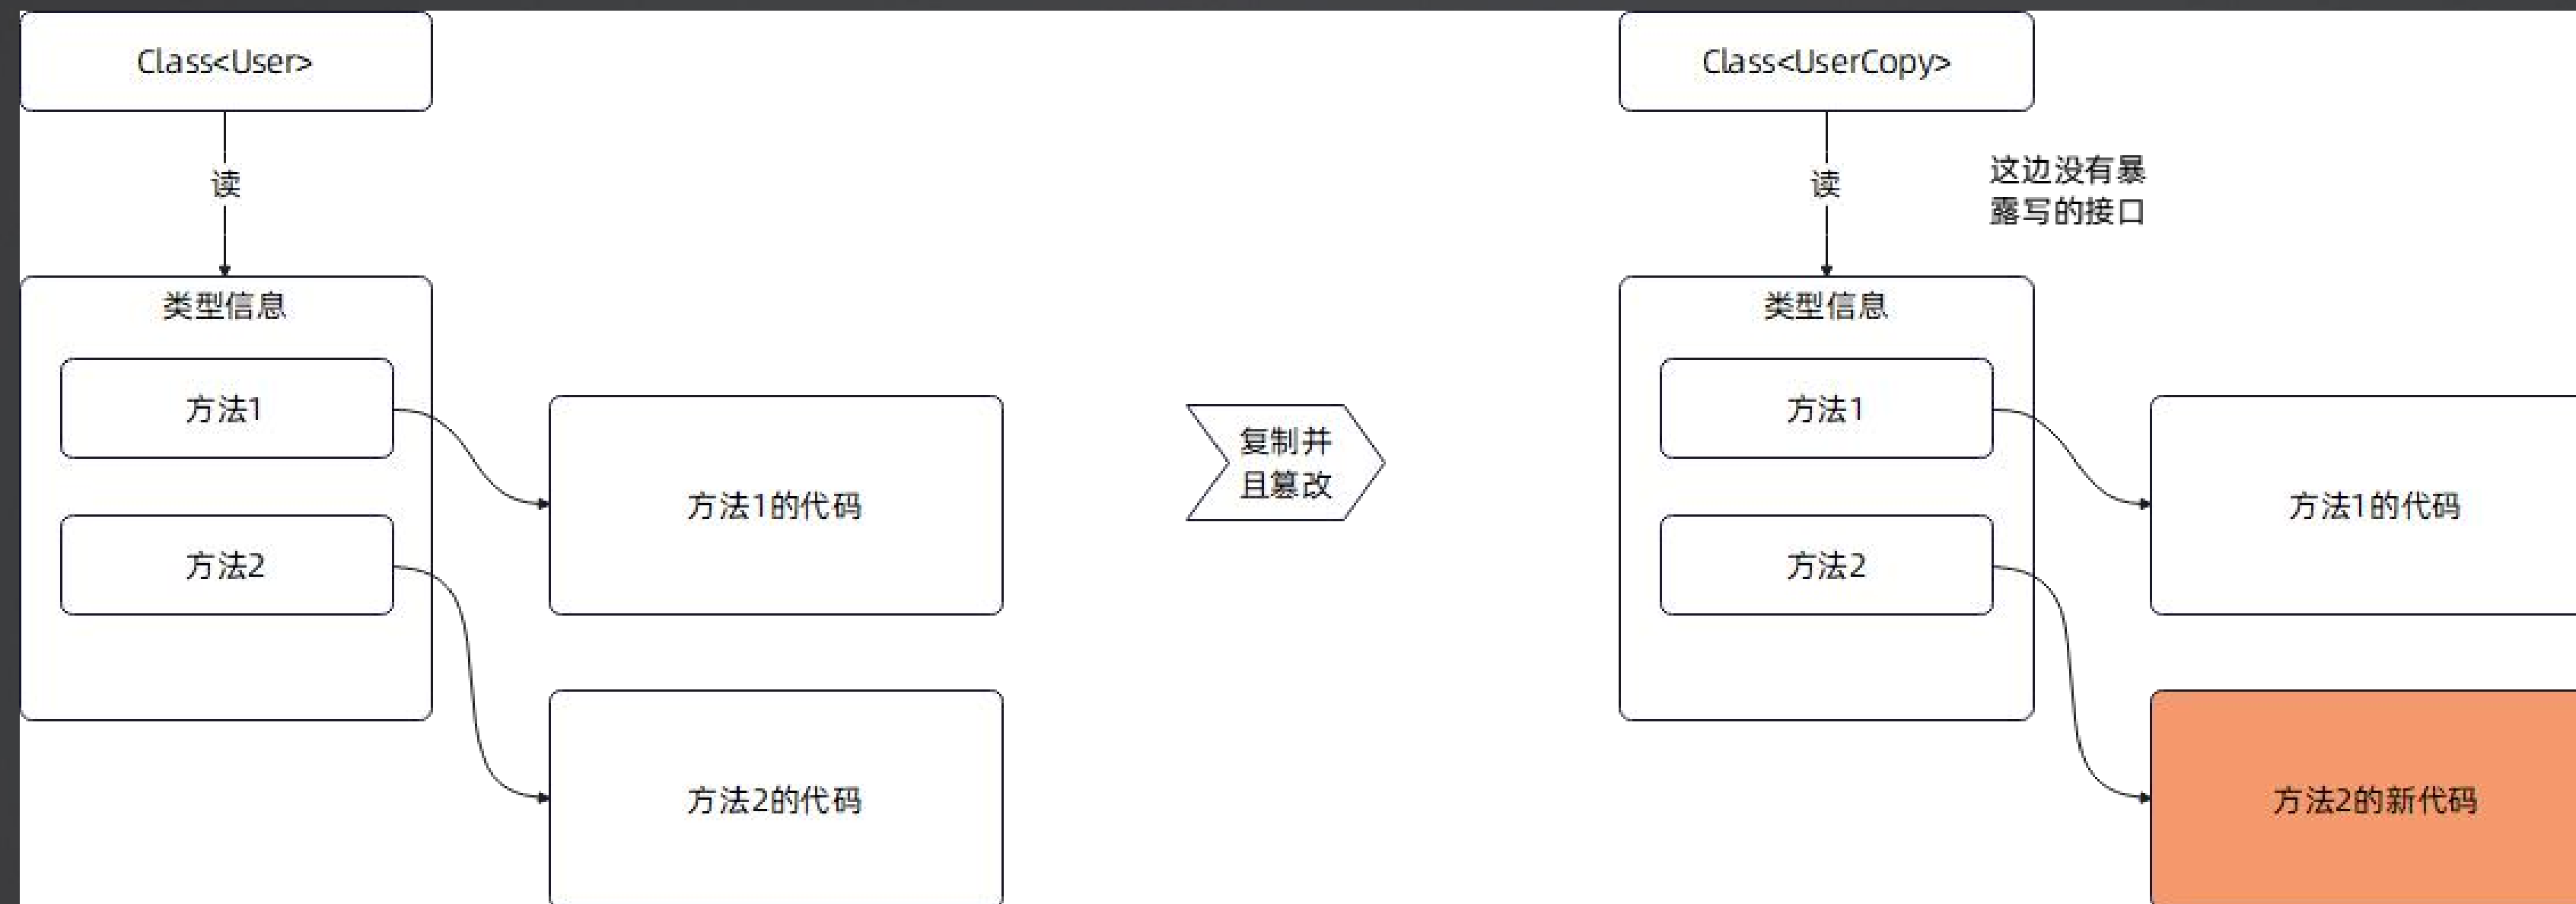 Class<User>
读
类型信息
方法1
方法2
方法1的代码
方法2的代码
复制并
且篡改
Class<UserCopy>
读
这边没有暴
露写的接口
类型信息
方法1
方法2
方法1的代码
方法2的新代码